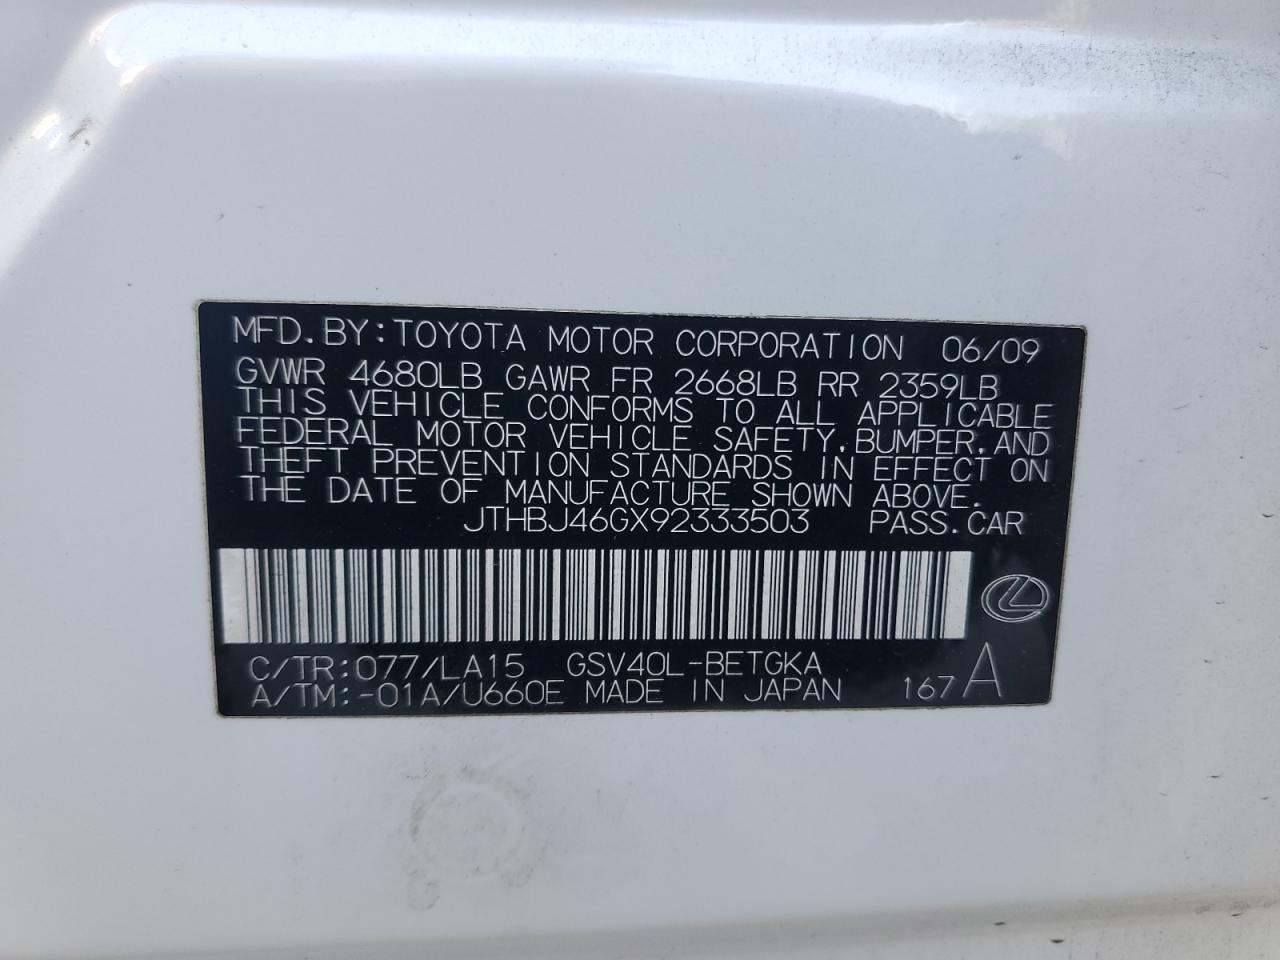 MFD. BY: TOYOTA MOTOR CORPORATION 06/09
GVWR 4680LB GAWR FR 2668LB RR 2359LB
THIS VEHICLE CONFORMS TO ALL APPLICABLE
FEDERAL MOTOR VEHICLE SAFETY, BUMPER, AND
THEFT PREVENTION STANDARDS IN EFFECT ON
THE DATE OF MANUFACTURE SHOWN ABOVE.
JTHBJ46GX92333503 PASS. CAR
C/TR: 077/LA15 GSV40L-BETGKA
A/TM: -01A/U660E MADE IN JAPAN 167 A